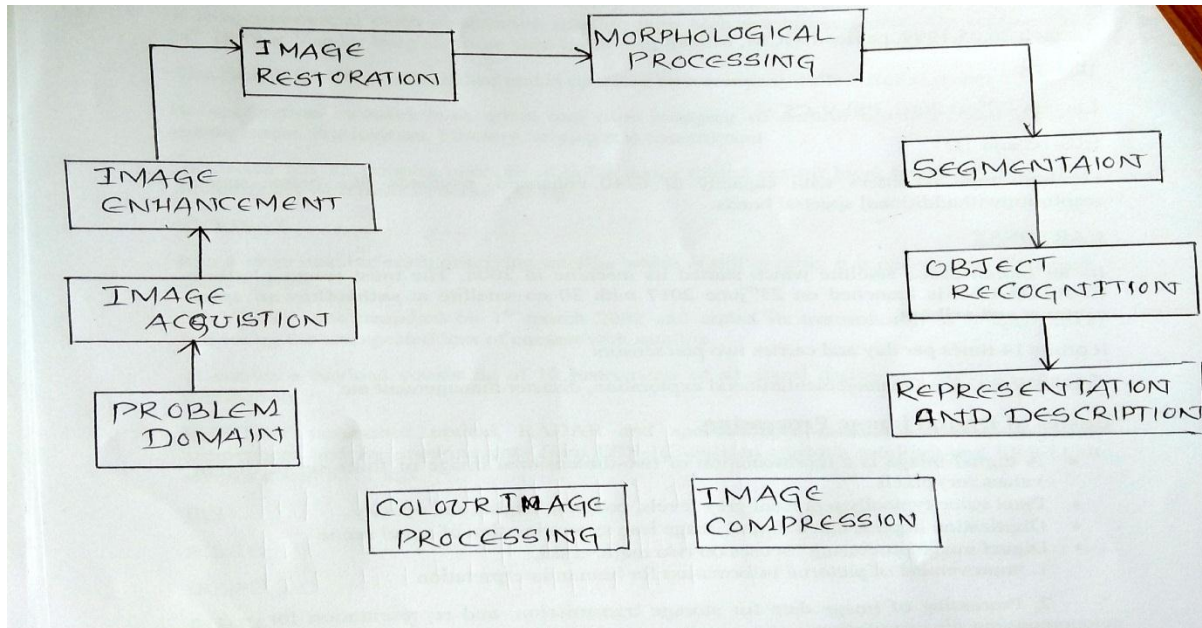 IMAGE
RESTORATION
MORPHOLOGICAL
PROCESSING
IMAGE
ENHANCEMENT
SEGMENTAION
IMAGE
ACQUISTION
OBJECT
RECOGNITION
PROBLEM
DOMAIN
REPRESENTATION
AND DESCRIPTION
COLOUR IMAGE
PROCESSING
IMAGE
COMPRESSION